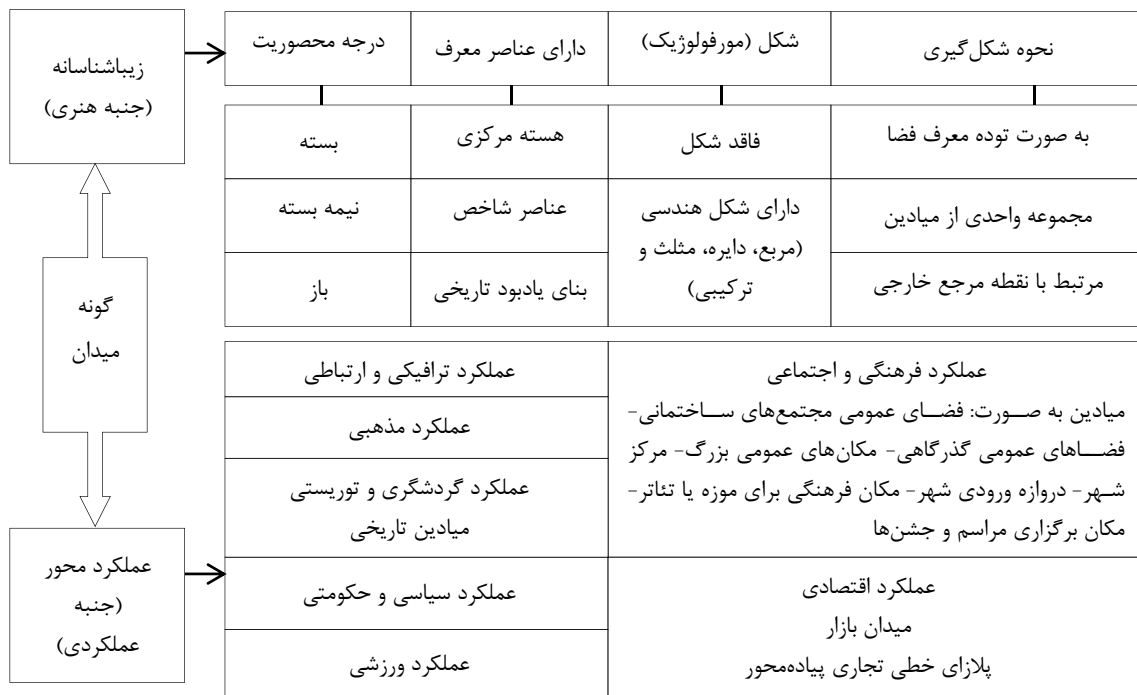 زیباشناسانه
(جنبه هنری)
گونه
میدان
عملکرد محور
(جنبه
عملکردی)
نحوه شکل‌گیری
شکل (مورفولوژیک)
دارای عناصر معرف
درجه محصوریت
به صورت توده معرف فضا
فاقد شکل
هسته مرکزی
بسته
مجموعه واحدی از میادین
دارای شکل هندسی
(مربع، دایره، مثلث و
ترکیبی)
عناصر شاخص
نیمه بسته
مرتبط با نقطه مرجع خارجی
بنای یادبود تاریخی
باز
عملکرد فرهنگی و اجتماعی
میادین به صورت: فضای عمومی مجتمع‌های ساختمانی-
فضاهای عمومی گذرگاهی- مکان‌های عمومی بزرگ- مرکز
شهر- دروازه ورودی شهر- مکان فرهنگی برای موزه یا تئاتر-
مکان برگزاری مراسم و جشن‌ها
عملکرد ترافیکی و ارتباطی
عملکرد مذهبی
عملکرد گردشگری و توریستی
میادین تاریخی
عملکرد اقتصادی
میدان بازار
پلازای خطی تجاری پیاده‌محور
عملکرد سیاسی و حکومتی
عملکرد ورزشی